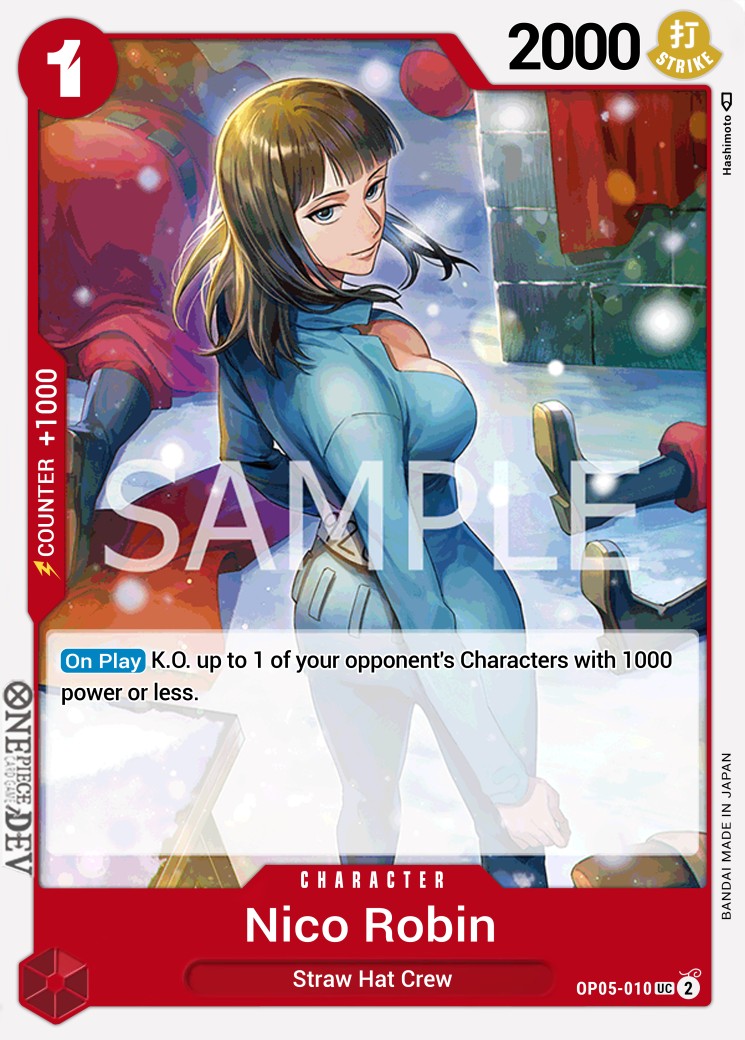 1
2000
打
STRIKE
Hashimoto
COUNTER +1000
SAMPLE
On Play K.O. up to 1 of your opponent's Characters with 1000
power or less.
ONE PIECE
CARD GAME
/DEV
BANDAI MADE IN JAPAN
CHARACTER
Nico Robin
Straw Hat Crew
OP05-010 UC 2